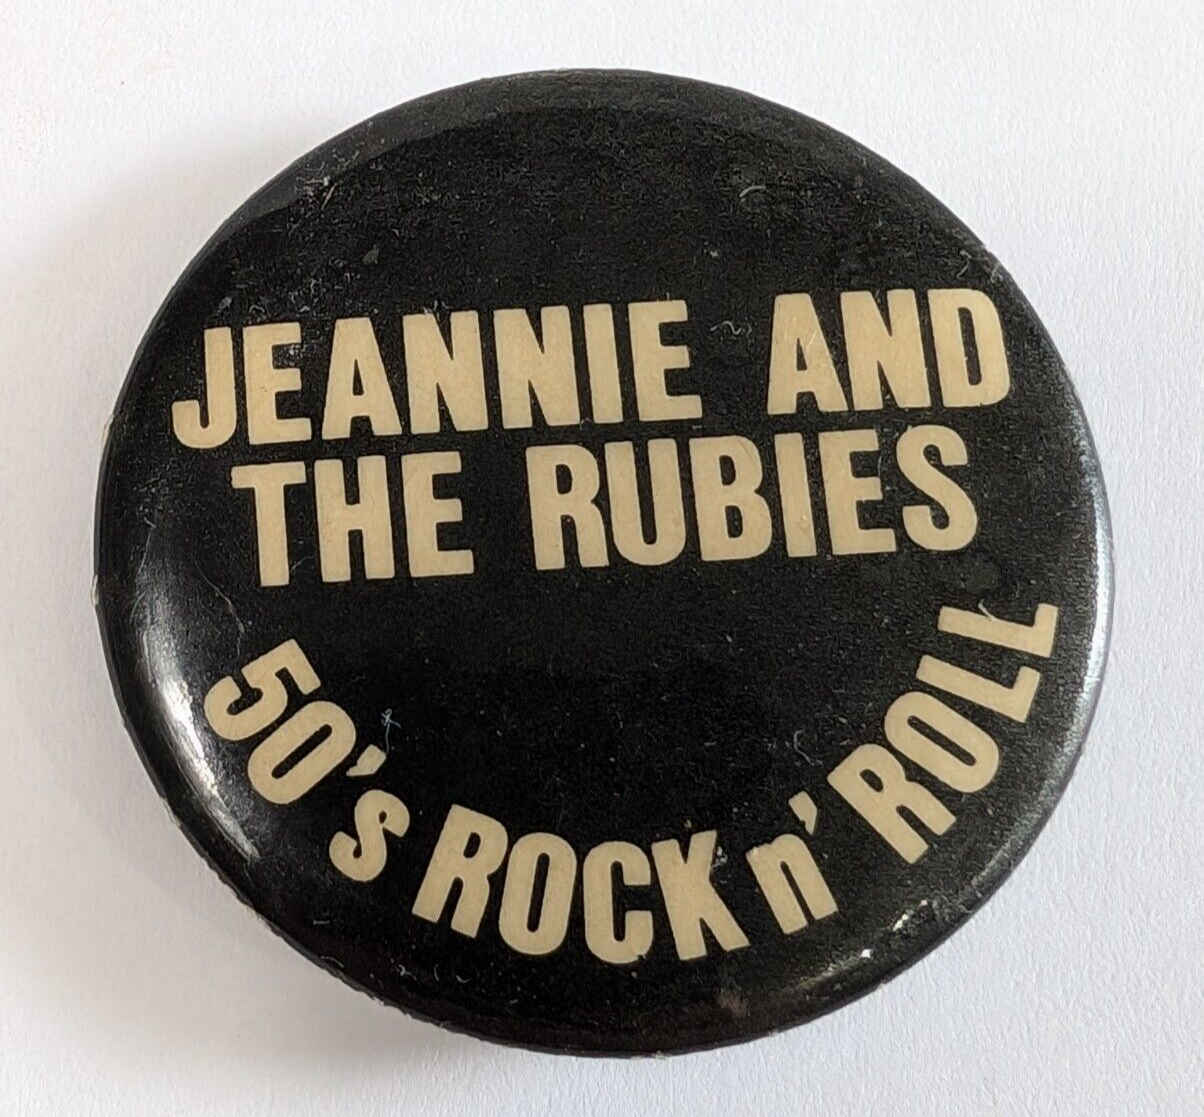 JEANNIE AND
THE RUBIES
50's ROCK n' ROLL